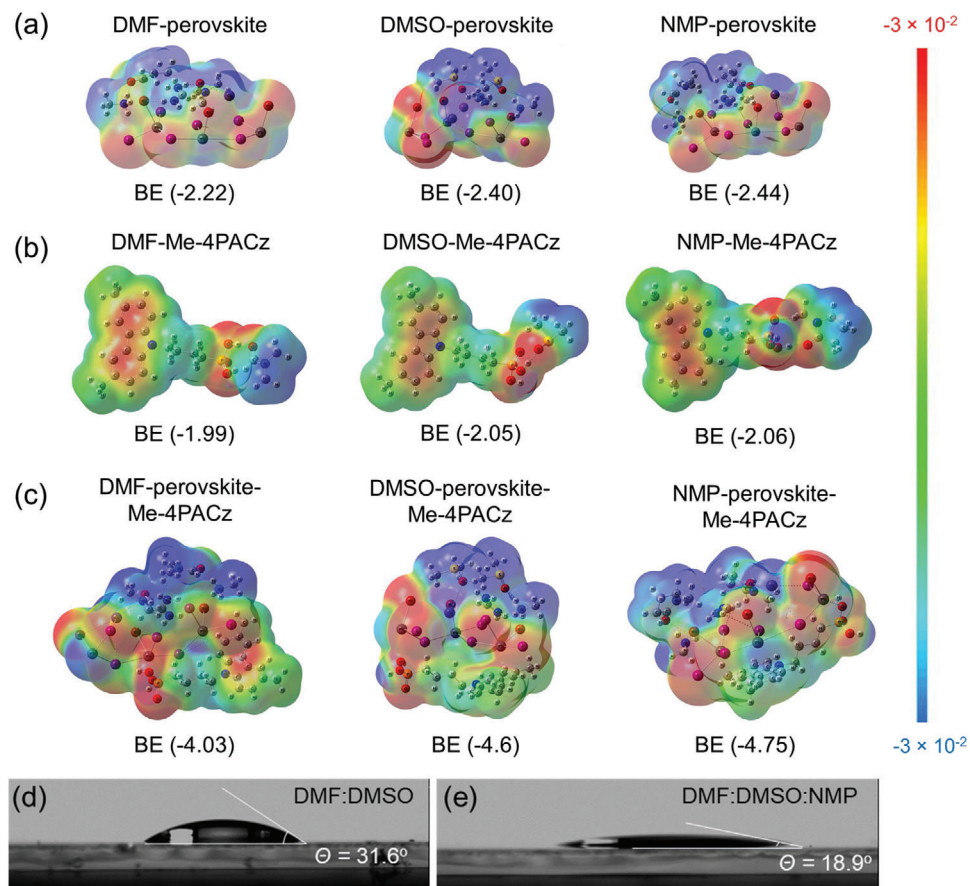 (a)
DMF-perovskite
DMSO-perovskite
NMP-perovskite
-3 × 10⁻²
BE (-2.22)
BE (-2.40)
BE (-2.44)
(b)
DMF-Me-4PACz
DMSO-Me-4PACz
NMP-Me-4PACz
BE (-1.99)
BE (-2.05)
BE (-2.06)
(c)
DMF-perovskite-
Me-4PACz
DMSO-perovskite-
Me-4PACz
NMP-perovskite-
Me-4PACz
BE (-4.03)
BE (-4.6)
BE (-4.75)
-3 × 10⁻²
(d)
DMF:DMSO
Θ = 31.6º
(e)
DMF:DMSO:NMP
Θ = 18.9º